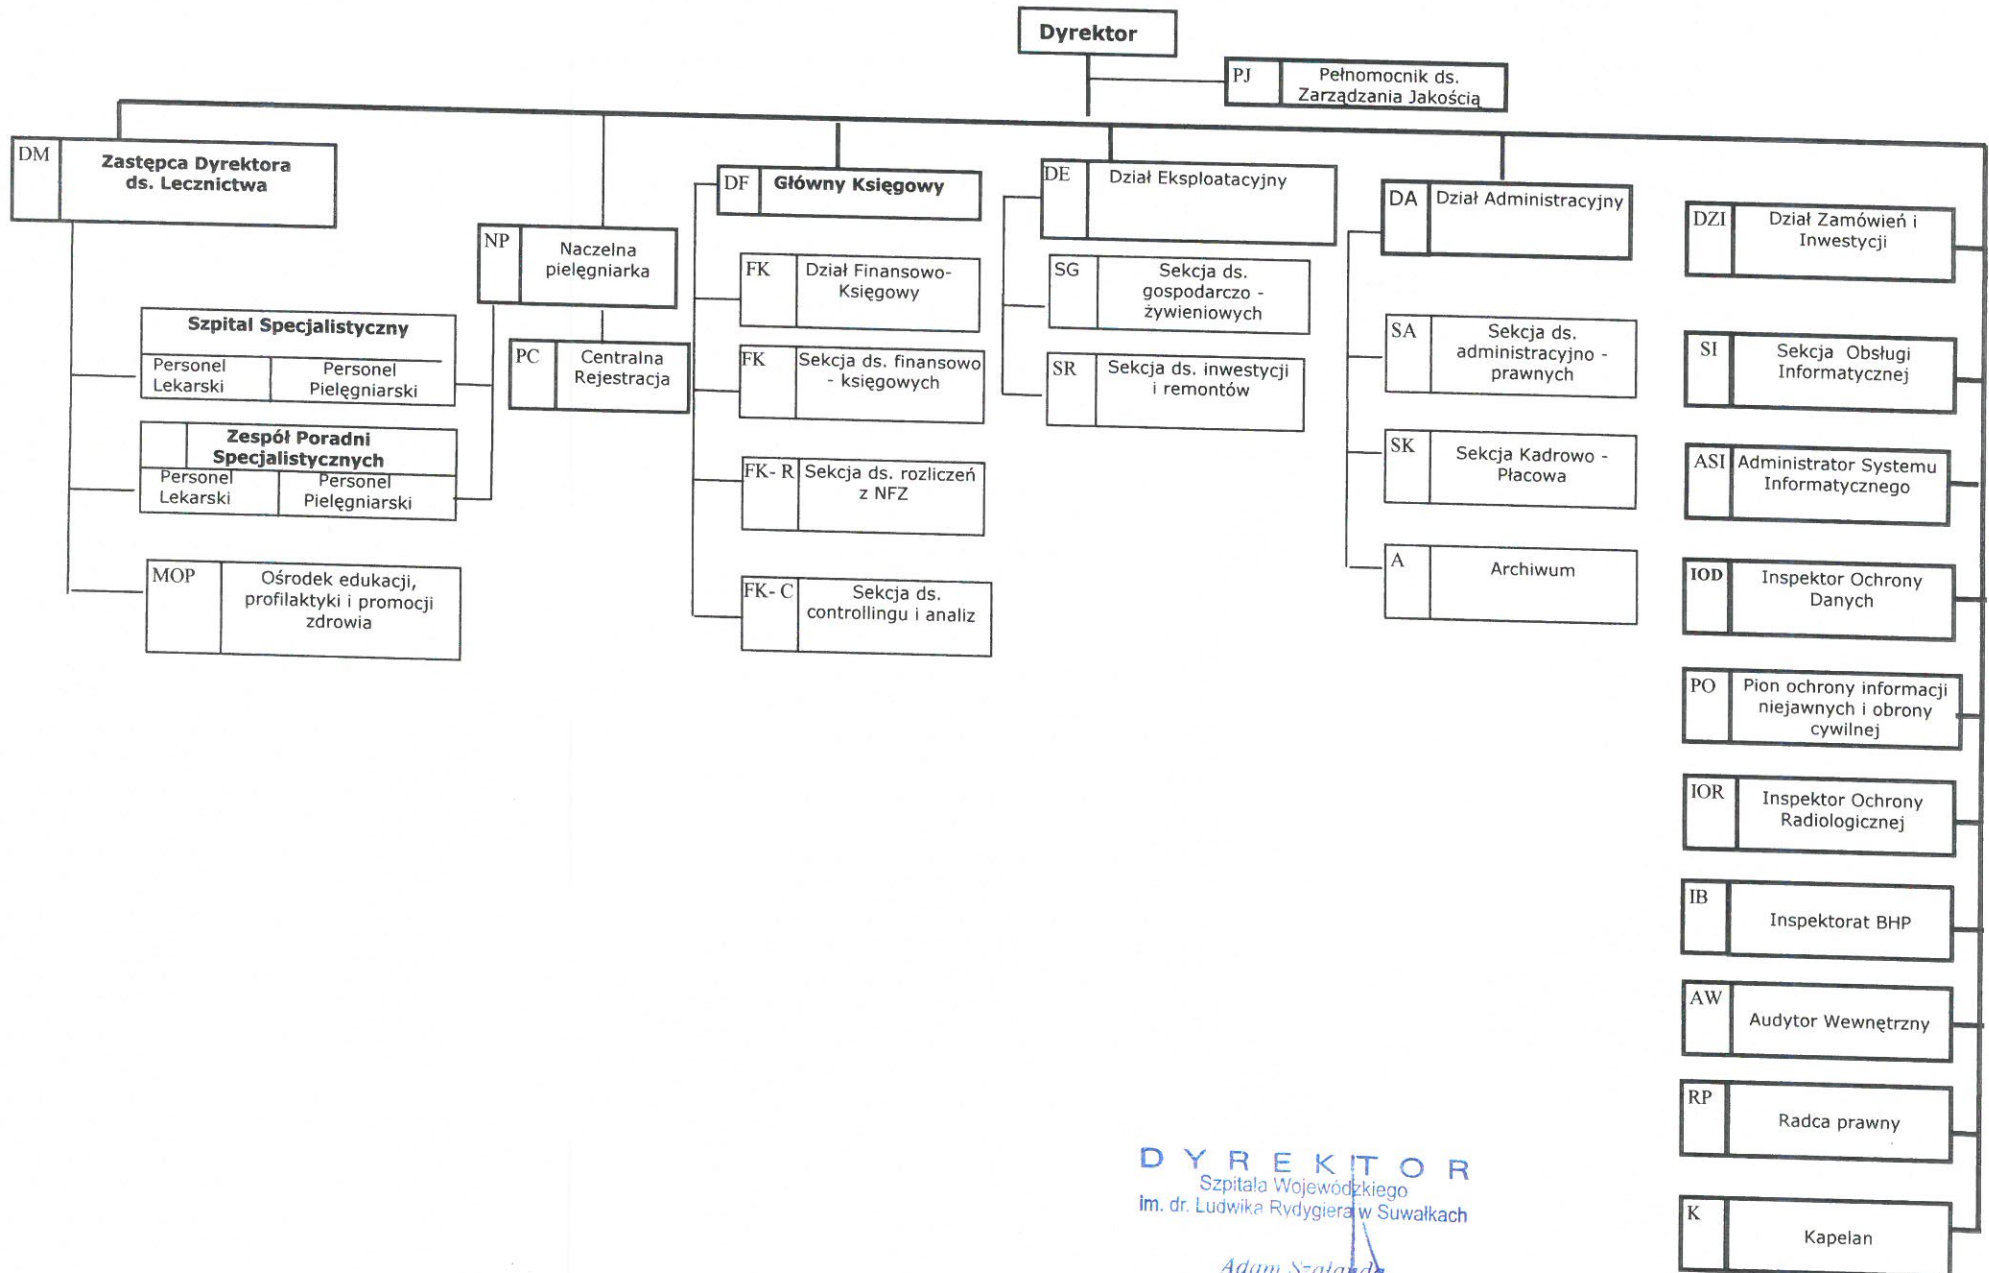 Dyrektor
PJ
Pełnomocnik ds.
Zarządzania Jakością
DM
Zastępca Dyrektora
ds. Lecznictwa
Szpital Specjalistyczny
Personel
Lekarski
Personel
Pielęgniarski
Zespół Poradni
Specjalistycznych
Personel
Lekarski
Personel
Pielęgniarski
MOP
Ośrodek edukacji,
profilaktyki i promocji
zdrowia
NP
Naczelna
pielęgniarka
PC
Centralna
Rejestracja
DF
Główny Księgowy
FK
Dział Finansowo-
Księgowy
FK
Sekcja ds. finansowo
- księgowych
FK- R
Sekcja ds. rozliczeń
z NFZ
FK- C
Sekcja ds.
controllingu i analiz
DE
Dział Eksploatacyjny
SG
Sekcja ds.
gospodarczo -
żywieniowych
SR
Sekcja ds. inwestycji
i remontów
DA
Dział Administracyjny
SA
Sekcja ds.
administracyjno -
prawnych
SK
Sekcja Kadrowo -
Płacowa
A
Archiwum
DZI
Dział Zamówień i
Inwestycji
SI
Sekcja Obsługi
Informatycznej
ASI
Administrator Systemu
Informatycznego
IOD
Inspektor Ochrony
Danych
PO
Pion ochrony informacji
niejawnych i obrony
cywilnej
IOR
Inspektor Ochrony
Radiologicznej
IB
Inspektorat BHP
AW
Audytor Wewnętrzny
RP
Radca prawny
K
Kapelan
DYREKTOR
Szpitala Wojewódzkiego
im. dr. Ludwika Rydygiera w Suwałkach
Adam Szałanda